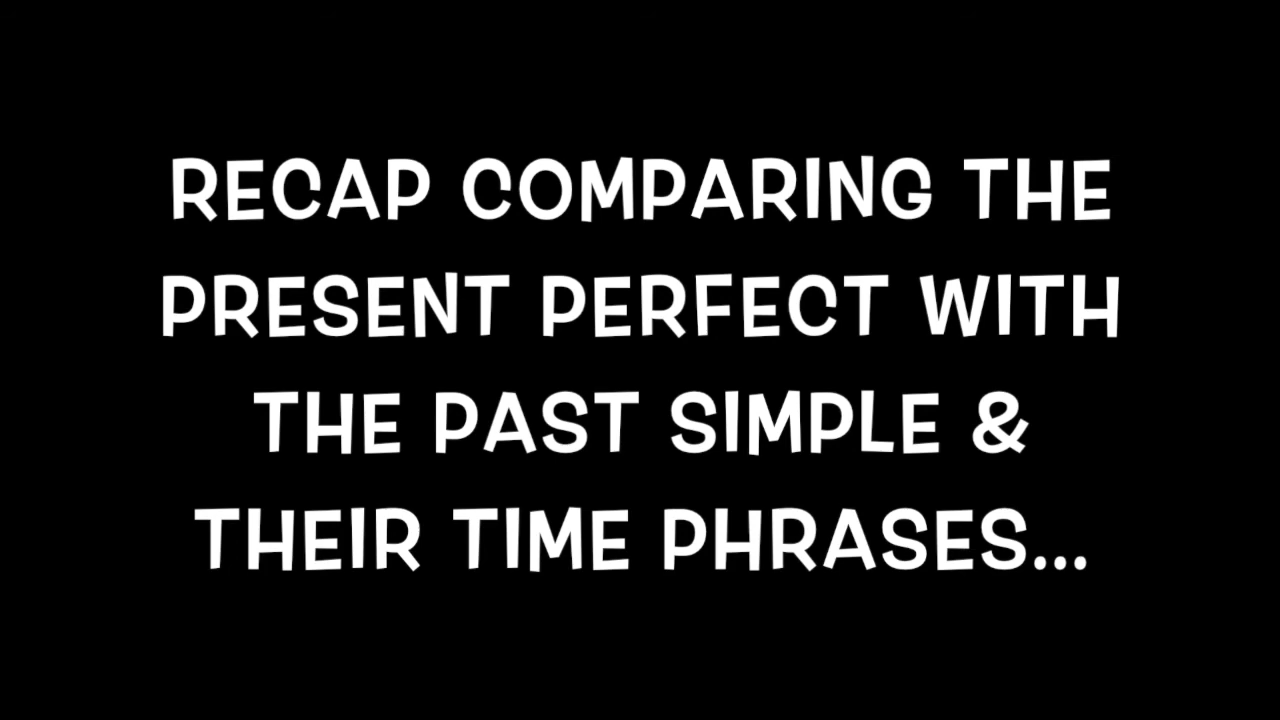 RECAP COMPARING THE
PRESENT PERFECT WITH
THE PAST SIMPLE &
THEIR TIME PHRASES...